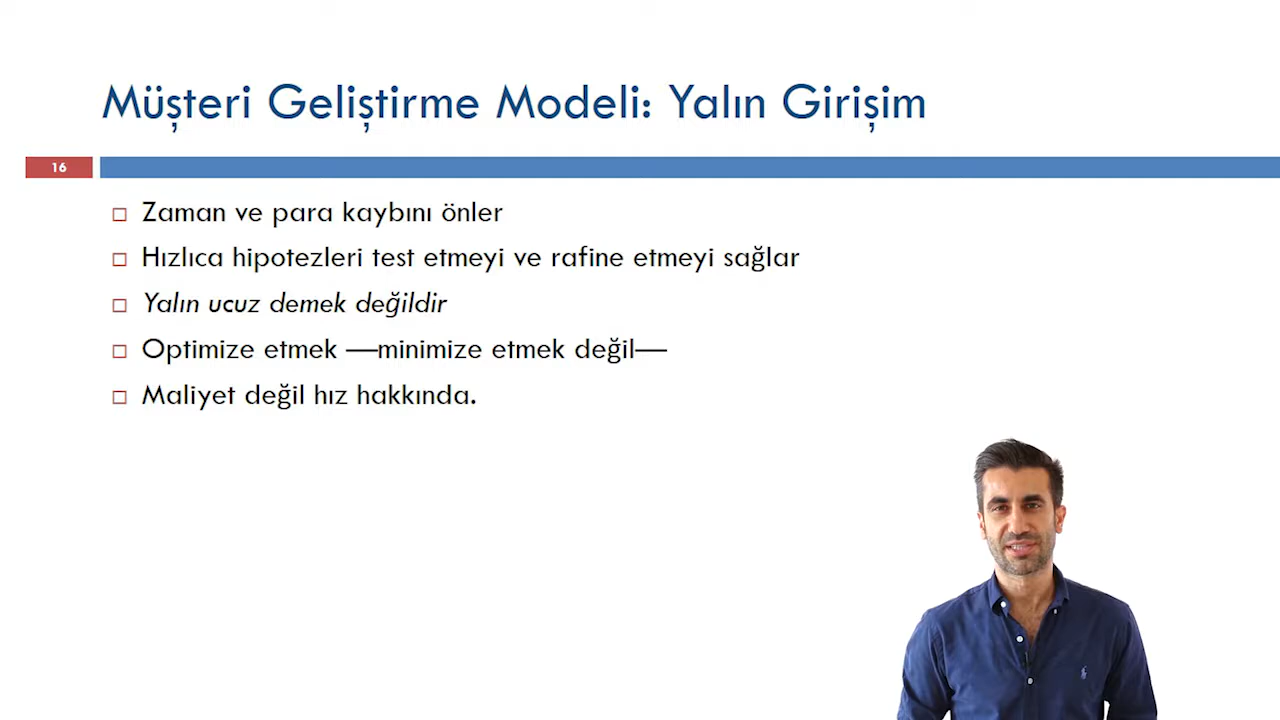 Müşteri Geliştirme Modeli: Yalın Girişim
16
Zaman ve para kaybını önler
Hızlıca hipotezleri test etmeyi ve rafine etmeyi sağlar
Yalın ucuz demek değildir
Optimize etmek —minimize etmek değil—
Maliyet değil hız hakkında.